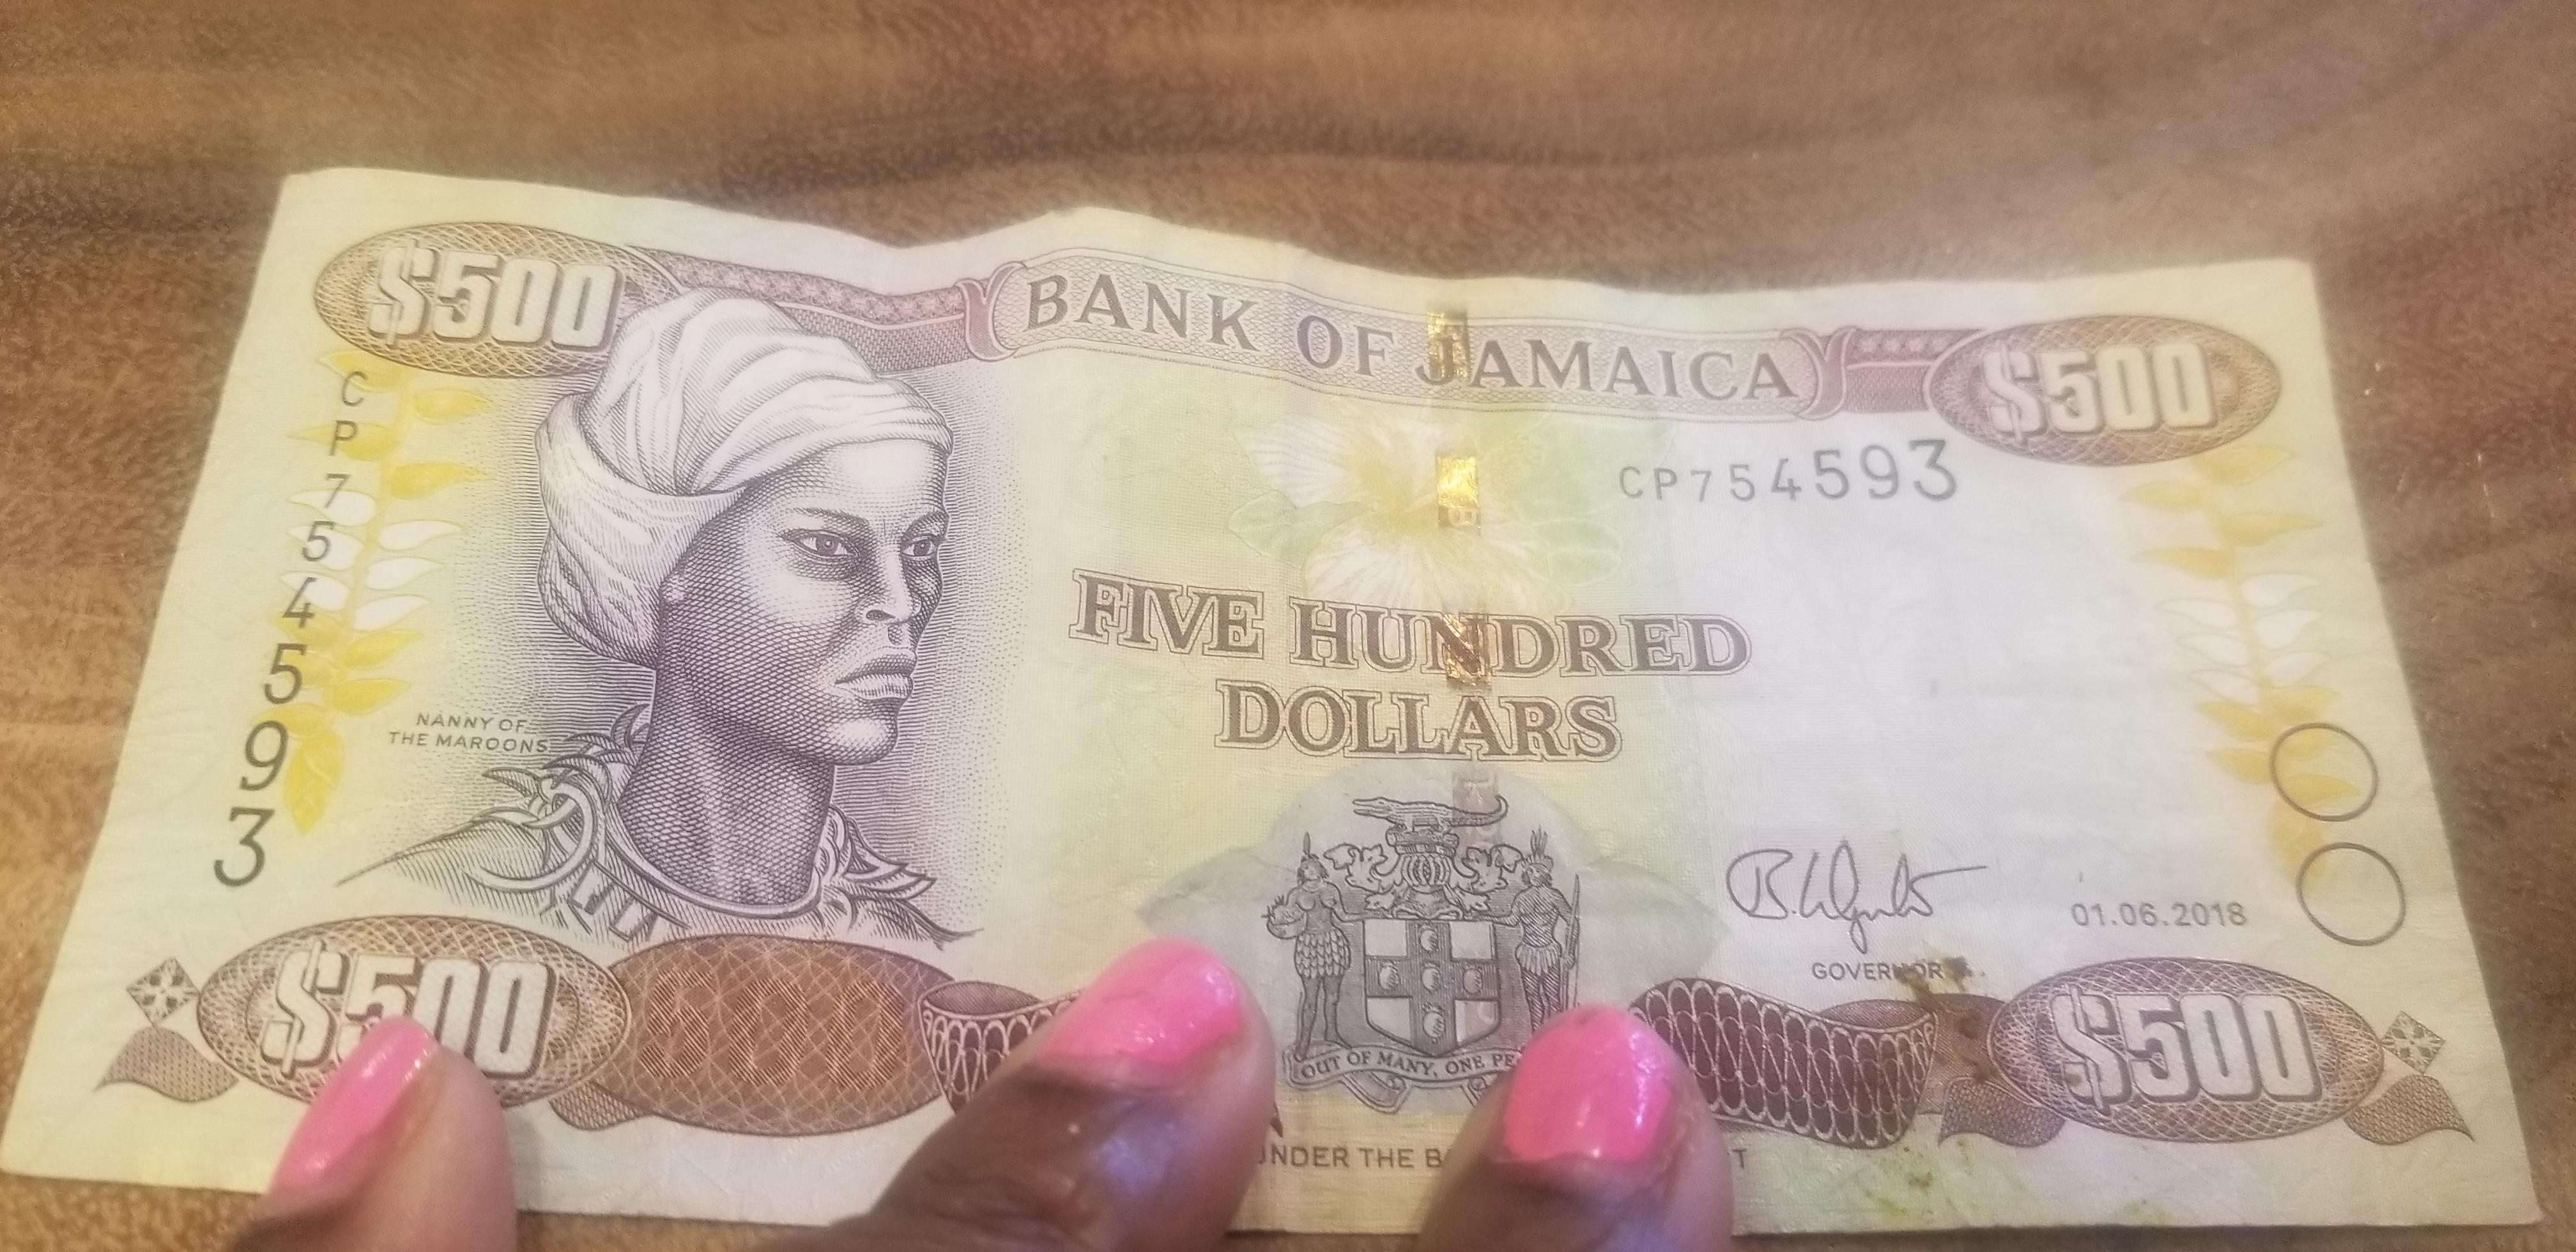 $500
BANK OF JAMAICA
$500
CP754593
CP754593
FIVE HUNDRED
DOLLARS
NANNY OF
THE MAROONS
01.06.2018
GOVERNOR
$500
500
OUT OF MANY, ONE
$500
UNDER THE